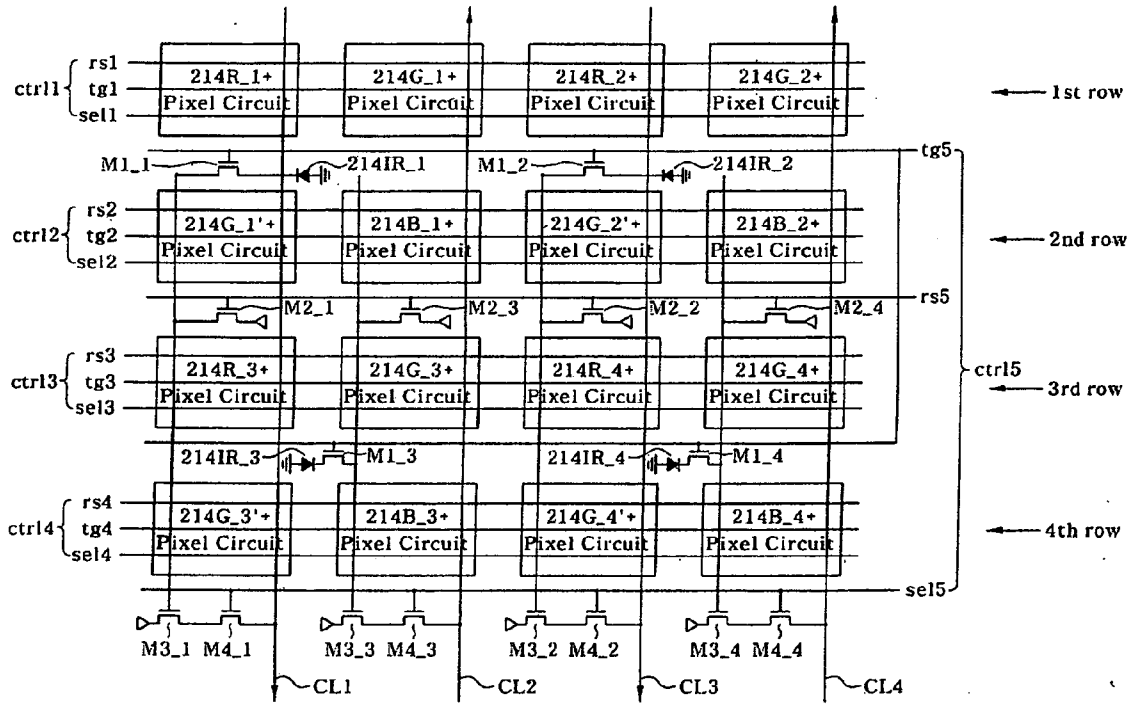 rs1
214R_1+ 214G_1+ 214R_2+ 214G_2+
ctrl1 tg1
Pixel Circuit Pixel Circuit Pixel Circuit Pixel Circuit 1st row
sel1
tg5
M1_1 214IR_1 M1_2 214IR_2
rs2
214G_1'+ 214B_1+ 214G_2'+ 214B_2+
ctrl2 tg2 2nd row
Pixel Circuit Pixel Circuit Pixel Circuit Pixel Circuit
sel2
rs5
M2_1 M2_3 M2_2 M2_4
rs3
214R_3+ 214G_3+ 214R_4+ 214G_4+ ctrl5
ctrl3 tg3 3rd row
Pixel Circuit Pixel Circuit Pixel Circuit Pixel Circuit
sel3
214IR_3 M1_3 214IR_4 M1_4
rs4
214G_3'+ 214B_3+ 214G_4'+ 214B_4+
ctrl4 tg4 4th row
Pixel Circuit Pixel Circuit Pixel Circuit Pixel Circuit
sel4
sel5
M3_1 M4_1 M3_3 M4_3 M3_2 M4_2 M3_4 M4_4
CL1 CL2 CL3 CL4